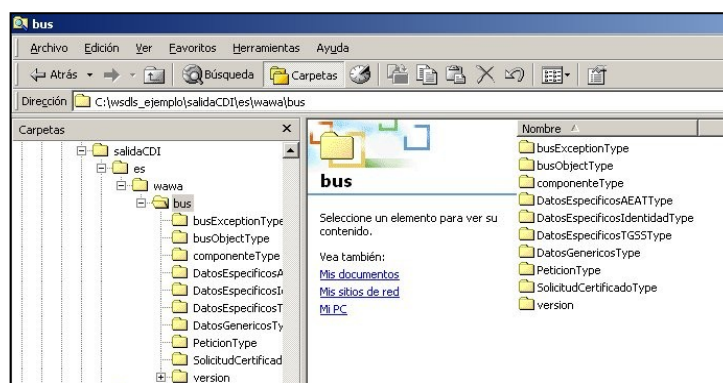 bus
Archivo Edición Ver Favoritos Herramientas Ayuda
Atrás Búsqueda Carpetas
Dirección C:\wsdls_ejemplo\salidaCDI\es\wawa\bus
Carpetas
salidaCDI
es
wawa
bus
busExceptionType
busObjectType
componenteType
DatosEspecificosA
DatosEspecificosI
DatosEspecificosT
DatosGenericosTy
PeticionType
SolicitudCertificad
version
bus
Seleccione un elemento para ver su
contenido.
Vea también:
Mis documentos
Mis sitios de red
Mi PC
Nombre
busExceptionType
busObjectType
componenteType
DatosEspecificosAEATType
DatosEspecificosIdentidadType
DatosEspecificosTGSSType
DatosGenericosType
PeticionType
SolicitudCertificadoType
version